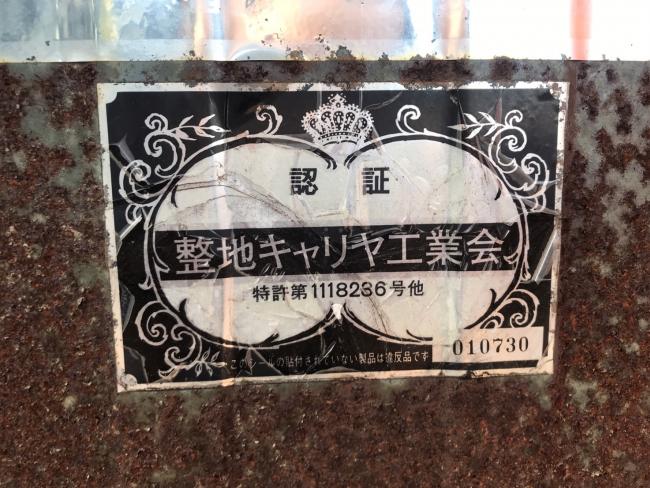 認証
整地キャリヤ工業会
特許第1118236号他
このシールの貼付されていない製品は違反品です
010730